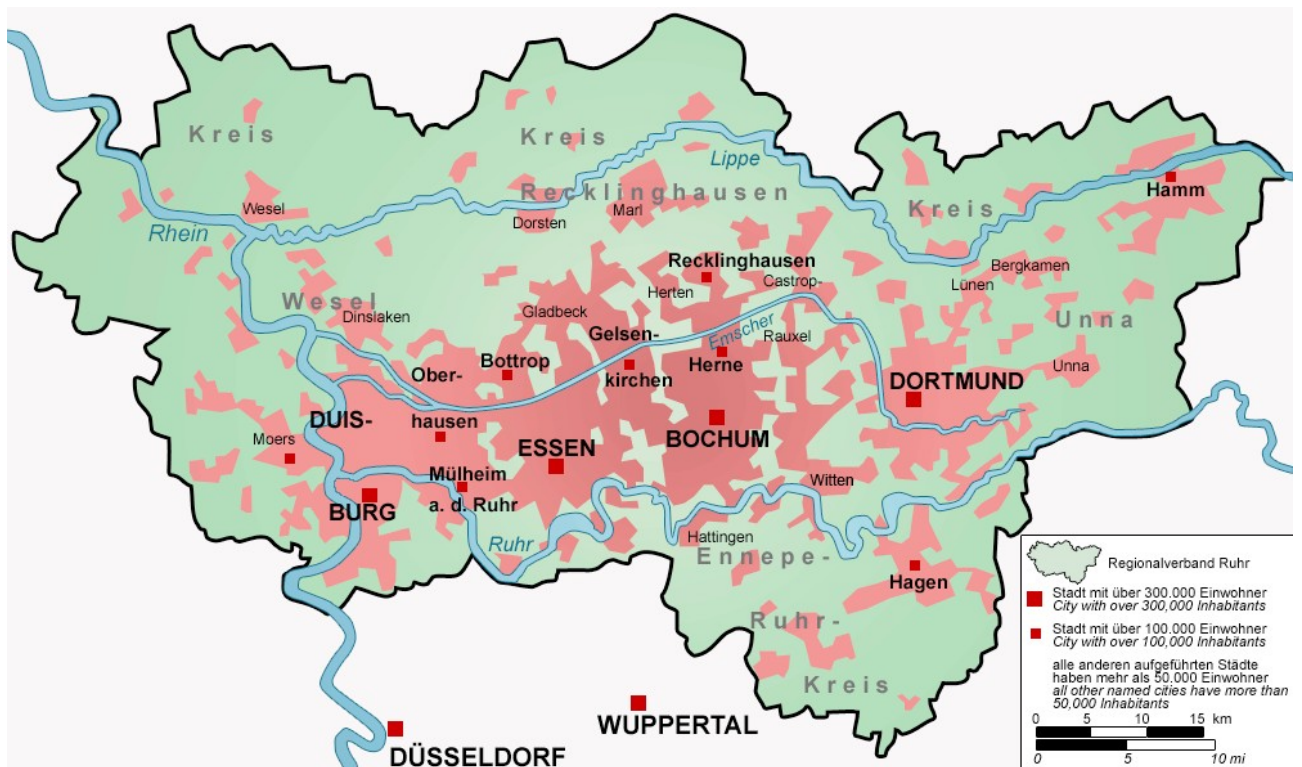 Kreis
Kreis
Lippe
Recklinghausen
Hamm
Wesel
Marl
Kreis
Dorsten
Rhein
Recklinghausen
Bergkamen
Castrop-
Lünen
Herten
Wesel
Gladbeck
Dinslaken
Unna
Gelsen-
Emscher
Rauxel
Bottrop
Herne
Unna
Ober-
kirchen
DORTMUND
DUIS-
hausen
BOCHUM
Moers
ESSEN
Mülheim
Witten
a. d. Ruhr
BURG
Hattingen
Ruhr
Ennepe-
Hagen
Ruhr-
Kreis
WUPPERTAL
DÜSSELDORF
Regionalverband Ruhr
Stadt mit über 300.000 Einwohner
City with over 300,000 Inhabitants
Stadt mit über 100.000 Einwohner
City with over 100,000 Inhabitants
alle anderen aufgeführten Städte
haben mehr als 50.000 Einwohner
all other named cities have more than
50,000 Inhabitants
0 5 10 15 km
0 5 10 mi